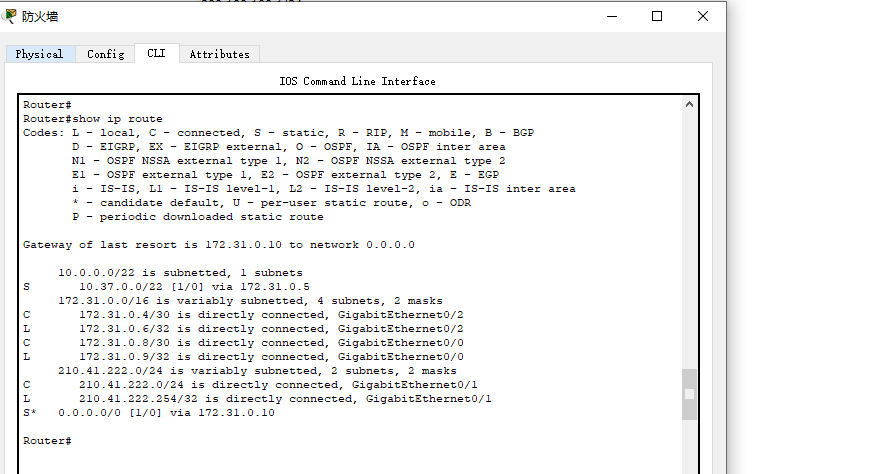 防火墙
Physical Config CLI Attributes
IOS Command Line Interface
Router#
Router#show ip route
Codes: L - local, C - connected, S - static, R - RIP, M - mobile, B - BGP
D - EIGRP, EX - EIGRP external, O - OSPF, IA - OSPF inter area
N1 - OSPF NSSA external type 1, N2 - OSPF NSSA external type 2
E1 - OSPF external type 1, E2 - OSPF external type 2, E - EGP
i - IS-IS, L1 - IS-IS level-1, L2 - IS-IS level-2, ia - IS-IS inter area
* - candidate default, U - per-user static route, o - ODR
P - periodic downloaded static route
Gateway of last resort is 172.31.0.10 to network 0.0.0.0
10.0.0.0/22 is subnetted, 1 subnets
S 10.37.0.0/22 [1/0] via 172.31.0.5
172.31.0.0/16 is variably subnetted, 4 subnets, 2 masks
C 172.31.0.4/30 is directly connected, GigabitEthernet0/2
L 172.31.0.6/32 is directly connected, GigabitEthernet0/2
C 172.31.0.8/30 is directly connected, GigabitEthernet0/0
L 172.31.0.9/32 is directly connected, GigabitEthernet0/0
210.41.222.0/24 is variably subnetted, 2 subnets, 2 masks
C 210.41.222.0/24 is directly connected, GigabitEthernet0/1
L 210.41.222.254/32 is directly connected, GigabitEthernet0/1
S* 0.0.0.0/0 [1/0] via 172.31.0.10
Router#